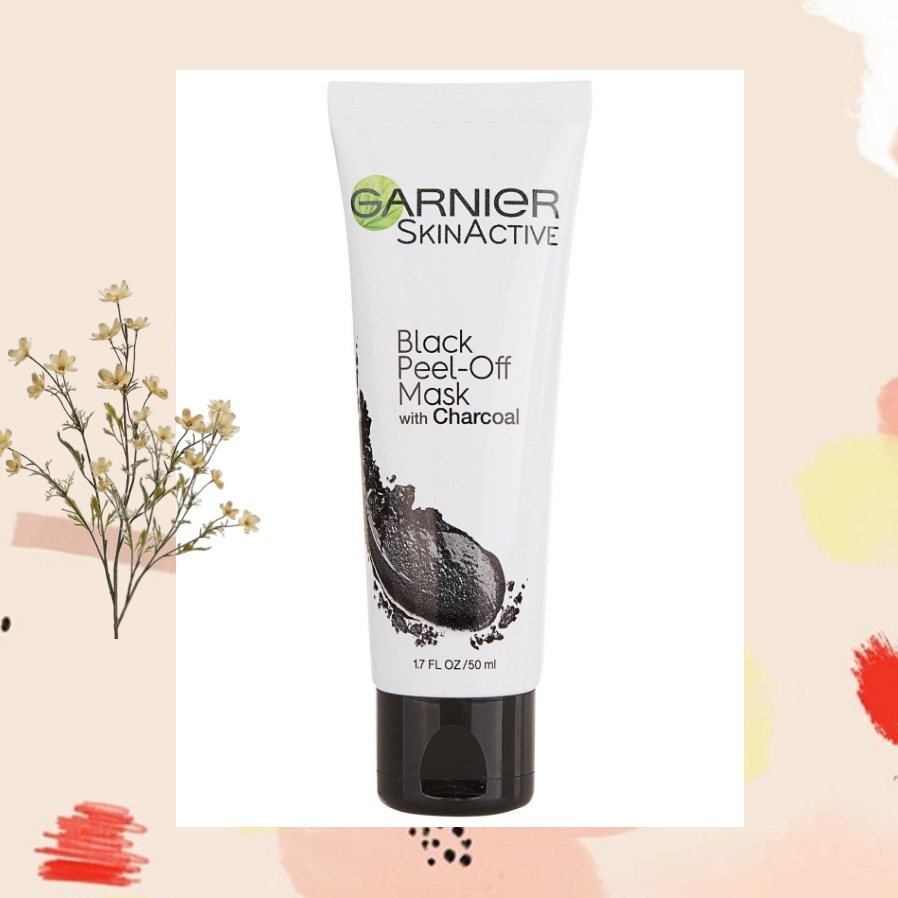 GARNIER
SKINACTIVE
Black
Peel-Off
Mask
with Charcoal
1.7 FL OZ/50 ml